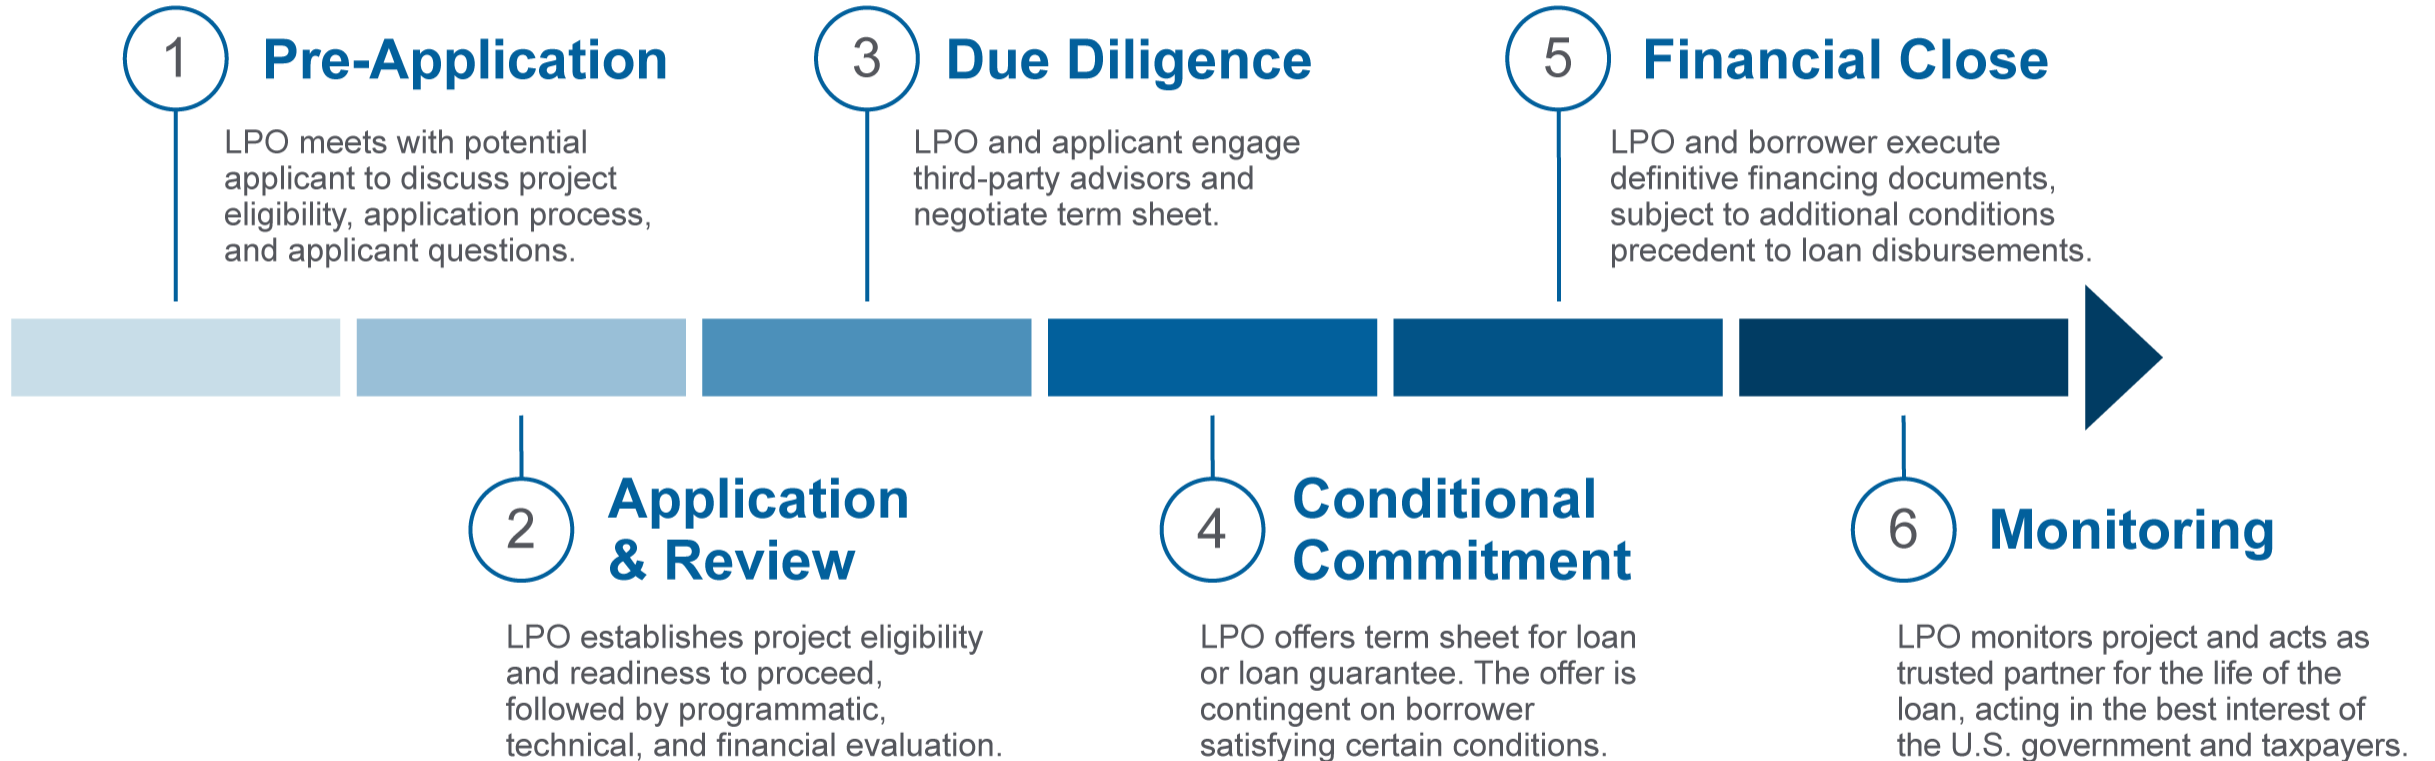 1
Pre-Application
LPO meets with potential
applicant to discuss project
eligibility, application process,
and applicant questions.
2
Application
& Review
LPO establishes project eligibility
and readiness to proceed,
followed by programmatic,
technical, and financial evaluation.
3
Due Diligence
LPO and applicant engage
third-party advisors and
negotiate term sheet.
4
Conditional
Commitment
LPO offers term sheet for loan
or loan guarantee. The offer is
contingent on borrower
satisfying certain conditions.
5
Financial Close
LPO and borrower execute
definitive financing documents,
subject to additional conditions
precedent to loan disbursements.
6
Monitoring
LPO monitors project and acts as
trusted partner for the life of the
loan, acting in the best interest of
the U.S. government and taxpayers.